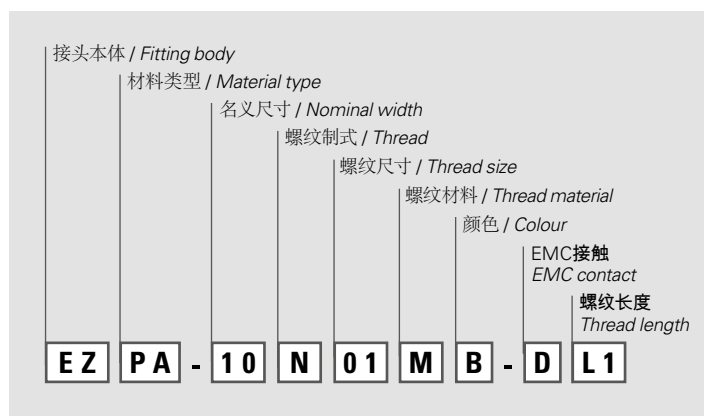 接头本体 / Fitting body
材料类型 / Material type
名义尺寸 / Nominal width
螺纹制式 / Thread
螺纹尺寸 / Thread size
螺纹材料 / Thread material
颜色 / Colour
EMC接触
EMC contact
螺纹长度
Thread length
EZ PA - 10 N 01 M B - D L1